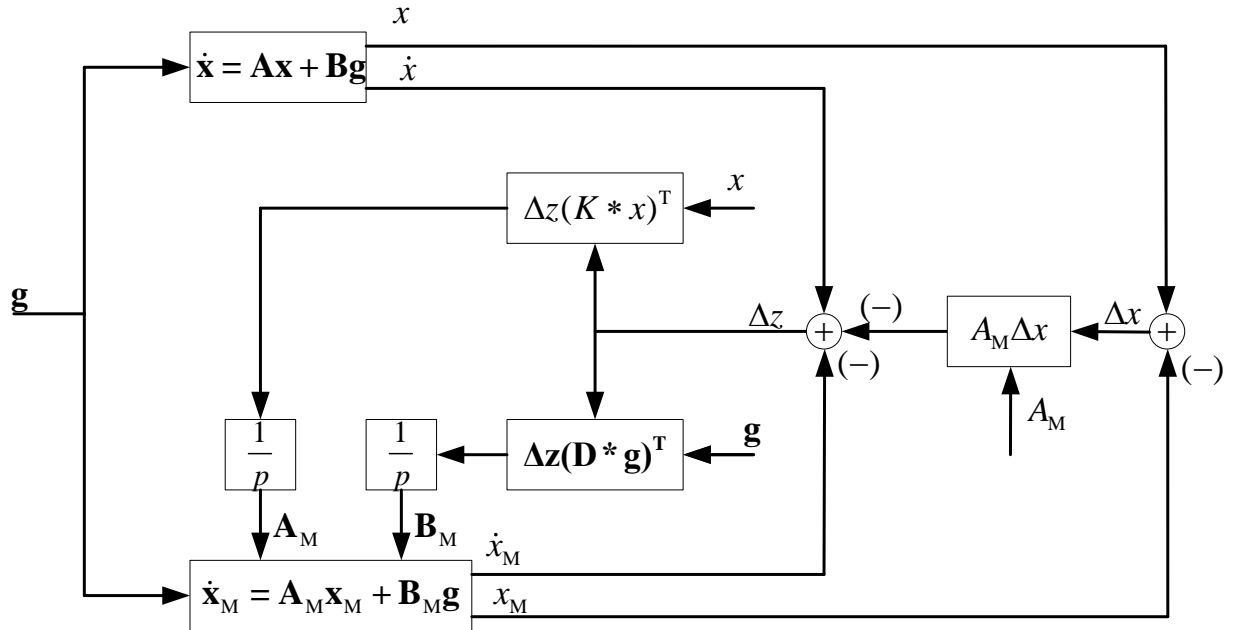 x
ẋ = Ax + Bg
ẋ
x
Δz(K * x)ᵀ
g
Δz
+
(−)
A_M Δx
Δx
+
(−)
(−)
A_M
1/p
1/p
Δz(D * g)ᵀ
g
A_M
B_M
ẋ_M
ẋ_M = A_M x_M + B_M g
x_M